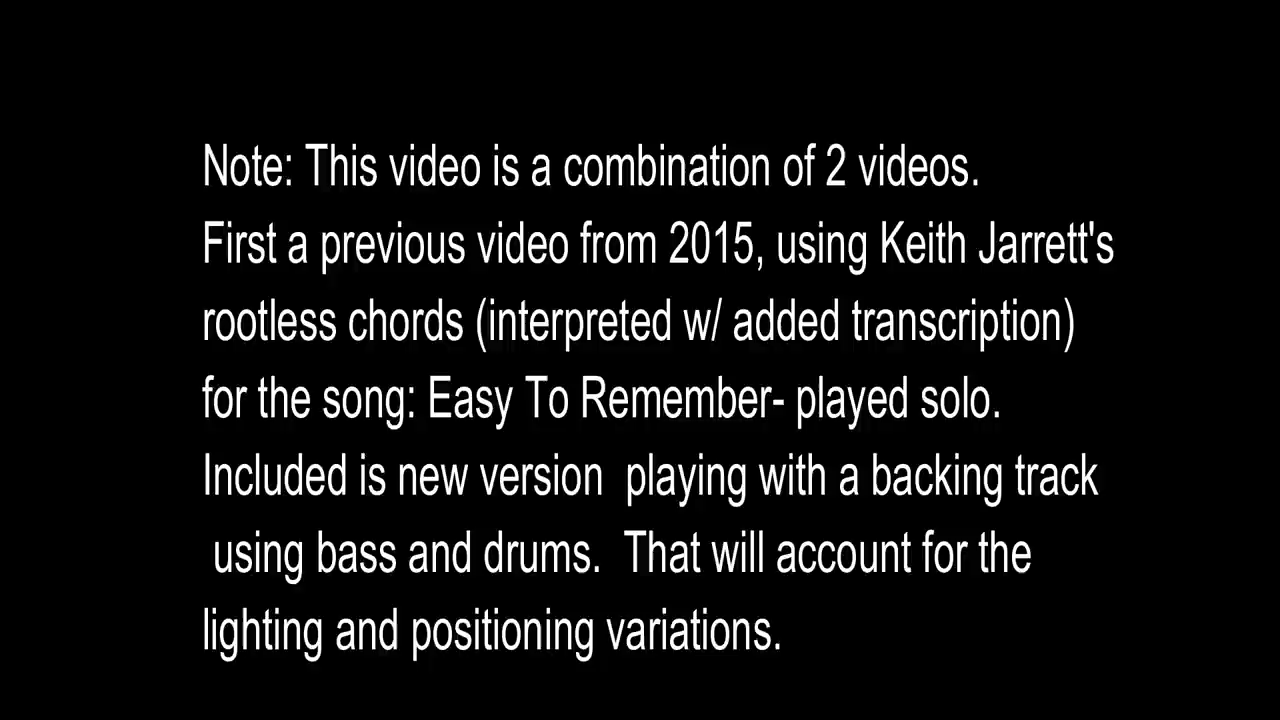 Note: This video is a combination of 2 videos.
First a previous video from 2015, using Keith Jarrett's
rootless chords (interpreted w/ added transcription)
for the song: Easy To Remember- played solo.
Included is new version  playing with a backing track
using bass and drums.  That will account for the
lighting and positioning variations.